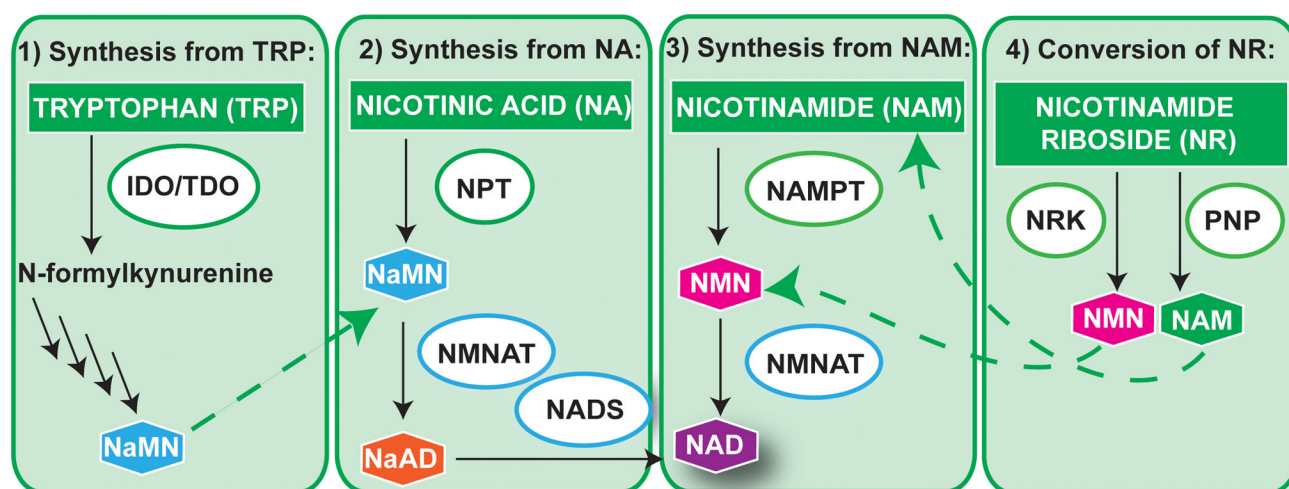 1) Synthesis from TRP:
TRYPTOPHAN (TRP)
IDO/TDO
N-formylkynurenine
NaMN
2) Synthesis from NA:
NICOTINIC ACID (NA)
NPT
NaMN
NMNAT
NADS
NaAD
3) Synthesis from NAM:
NICOTINAMIDE (NAM)
NAMPT
NMN
NMNAT
NAD
4) Conversion of NR:
NICOTINAMIDE
RIBOSIDE (NR)
NRK
PNP
NMN
NAM